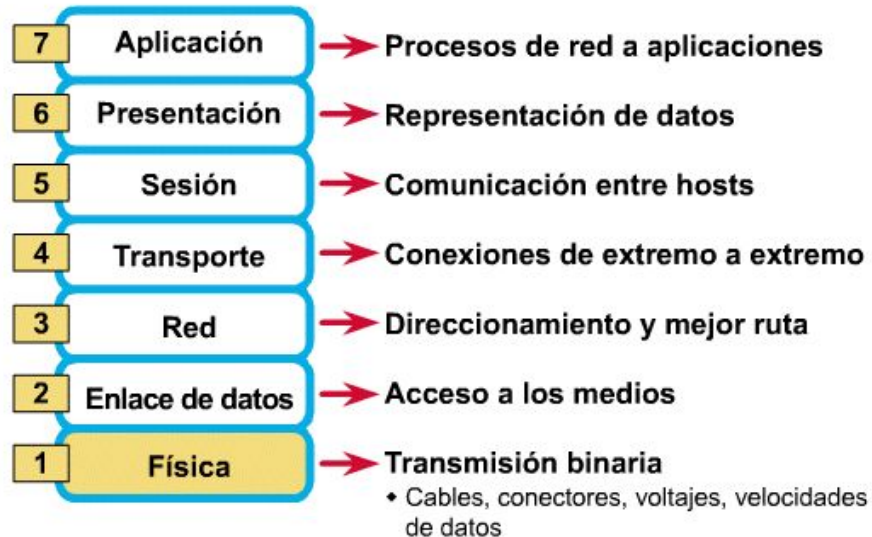 7 Aplicación Procesos de red a aplicaciones
6 Presentación Representación de datos
5 Sesión Comunicación entre hosts
4 Transporte Conexiones de extremo a extremo
3 Red Direccionamiento y mejor ruta
2 Enlace de datos Acceso a los medios
1 Física Transmisión binaria
• Cables, conectores, voltajes, velocidades
de datos